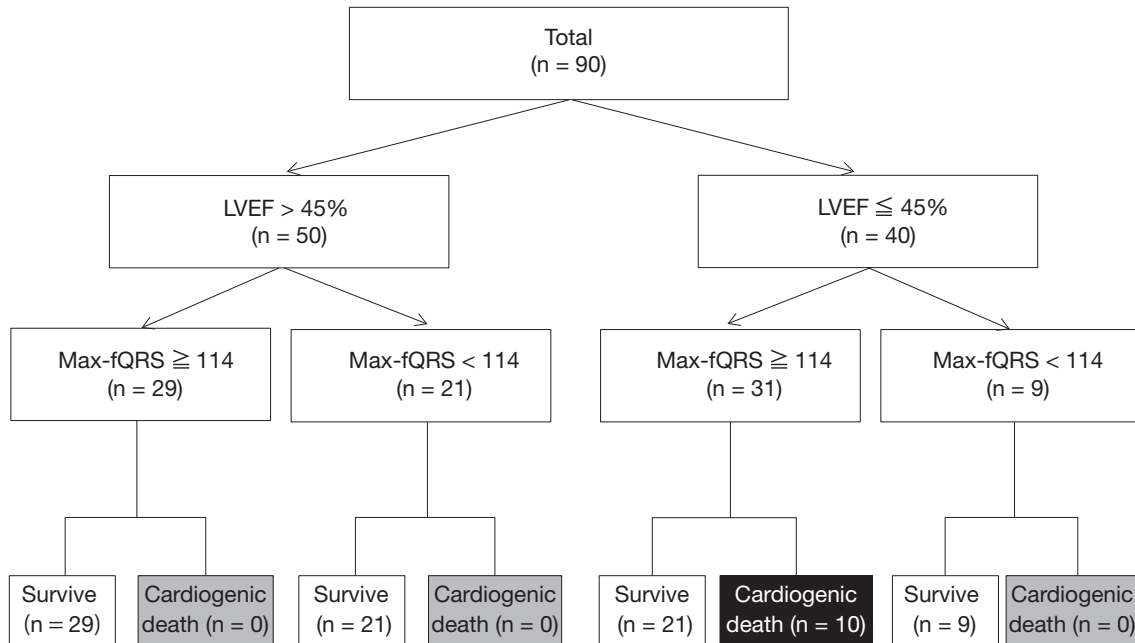 Total
(n = 90)
LVEF > 45%
(n = 50)
LVEF ≦ 45%
(n = 40)
Max-fQRS ≧ 114
(n = 29)
Max-fQRS < 114
(n = 21)
Max-fQRS ≧ 114
(n = 31)
Max-fQRS < 114
(n = 9)
Survive
(n = 29)
Cardiogenic
death (n = 0)
Survive
(n = 21)
Cardiogenic
death (n = 0)
Survive
(n = 21)
Cardiogenic
death (n = 10)
Survive
(n = 9)
Cardiogenic
death (n = 0)